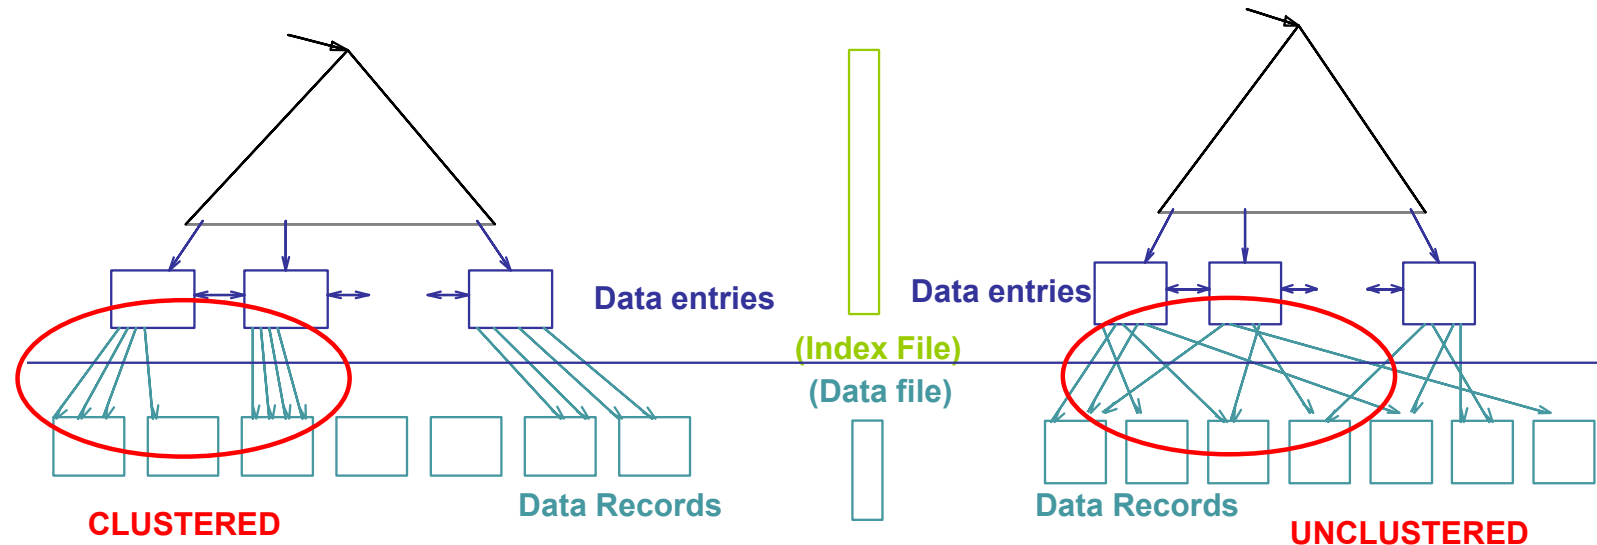 Data entries
Data entries
(Index File)
(Data file)
Data Records
Data Records
CLUSTERED
UNCLUSTERED